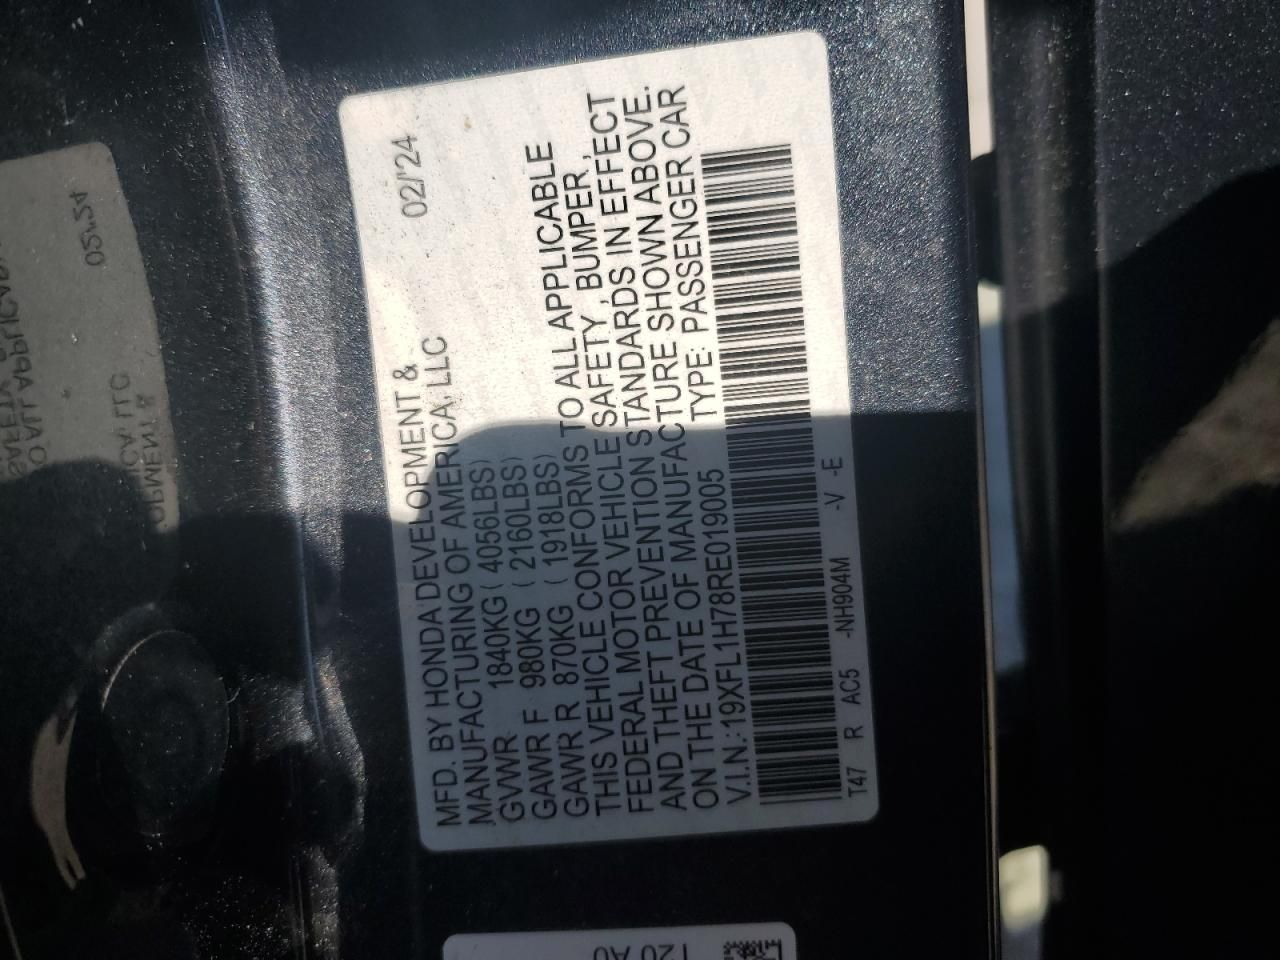 MFD. BY HONDA DEVELOPMENT &
MANUFACTURING OF AMERICA, LLC 02/'24
GVWR 1840KG ( 4056LBS)
GAWR F 980KG ( 2160LBS)
GAWR R 870KG ( 1918LBS)
THIS VEHICLE CONFORMS TO ALL APPLICABLE
FEDERAL MOTOR VEHICLE SAFETY , BUMPER ,
AND THEFT PREVENTION STANDARDS IN EFFECT
ON THE DATE OF MANUFACTURE SHOWN ABOVE.
V.I.N.:19XFL1H78RE019005 TYPE: PASSENGER CAR
T47 R AC5 -NH904M -V -E